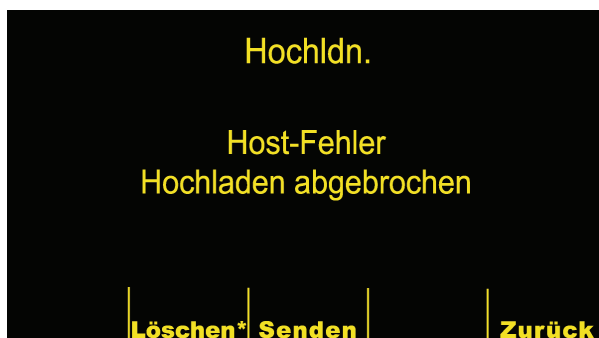 Hochldn.
Host-Fehler
Hochladen abgebrochen
Löschen* Senden Zurück